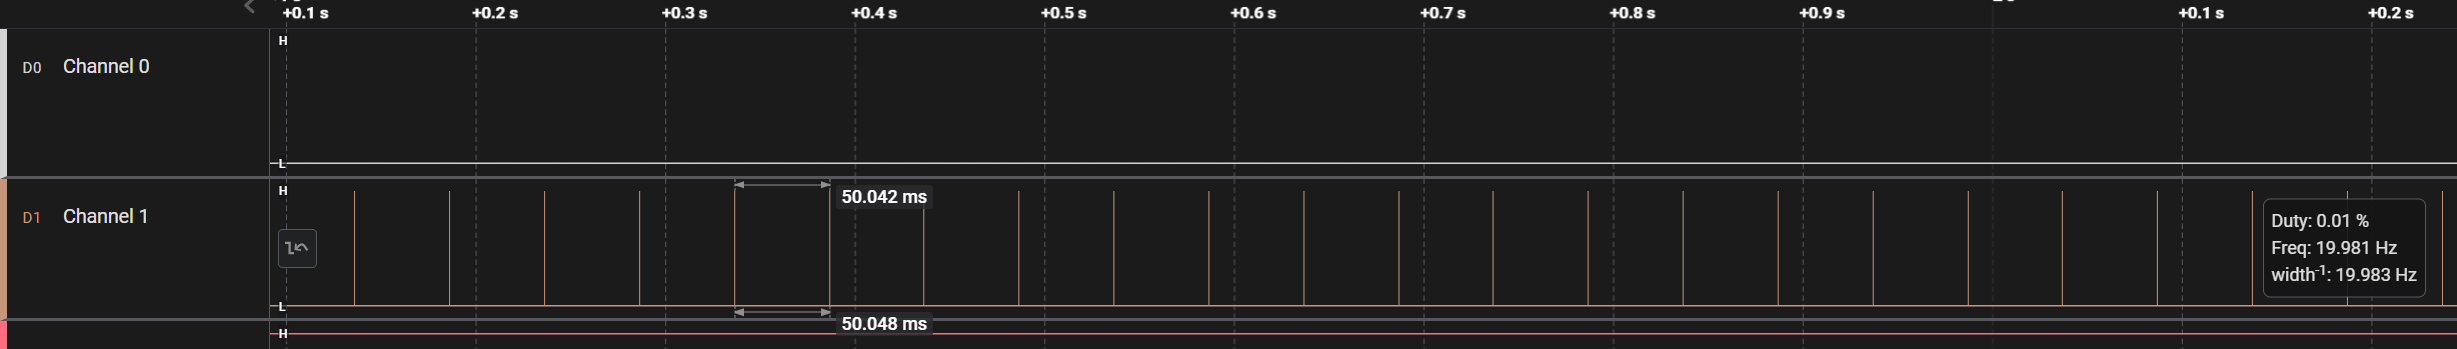 +0.1 s +0.2 s +0.3 s +0.4 s +0.5 s +0.6 s +0.7 s +0.8 s +0.9 s +0.1 s +0.2 s
H
D0 Channel 0
L
H
50.042 ms
D1 Channel 1
Duty: 0.01 %
Freq: 19.981 Hz
width⁻¹: 19.983 Hz
L
50.048 ms
H